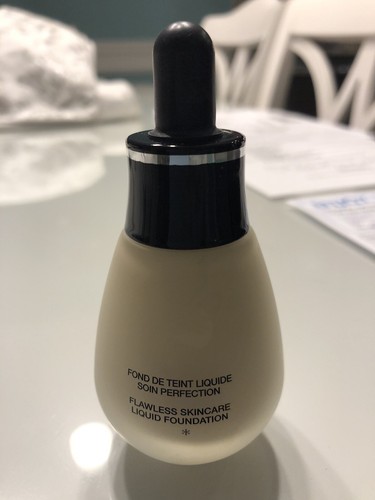 FOND DE TEINT LIQUIDE
SOIN PERFECTION
FLAWLESS SKINCARE
LIQUID FOUNDATION
*